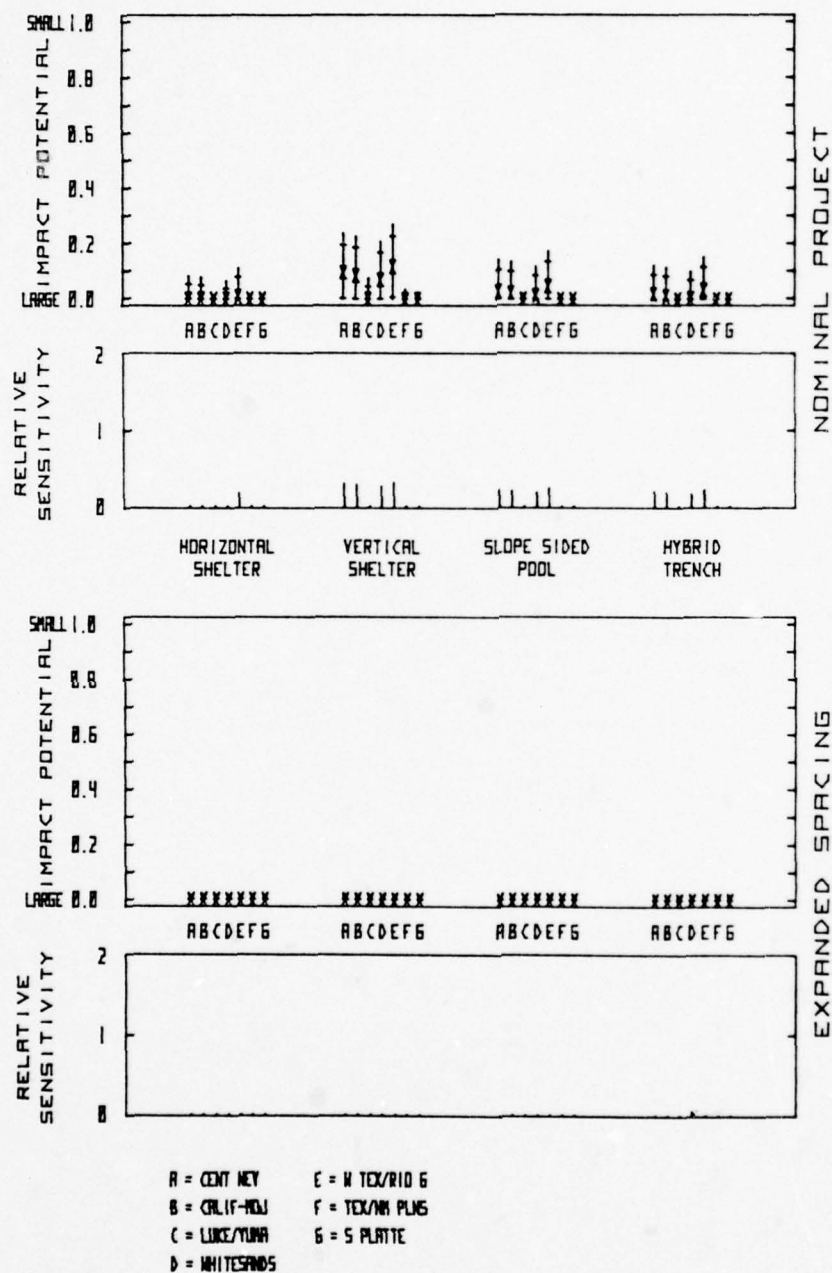 SMALL 1.0
0.8
0.6
0.4
0.2
LARGE 0.0
IMPACT POTENTIAL
ABCDEFG ABCDEFG ABCDEFG ABCDEFG
2
1
0
RELATIVE SENSITIVITY
HORIZONTAL SHELTER
VERTICAL SHELTER
SLOPE SIDED POOL
HYBRID TRENCH
NOMINAL PROJECT
SMALL 1.0
0.8
0.6
0.4
0.2
LARGE 0.0
IMPACT POTENTIAL
ABCDEFG ABCDEFG ABCDEFG ABCDEFG
2
1
0
RELATIVE SENSITIVITY
EXPANDED SPACING
A = CENT NEV
B = CALIF-MOJ
C = LUKE/YUMA
D = WHITESANDS
E = W TEX/RIO G
F = TEX/NM PLNS
G = S PLATTE